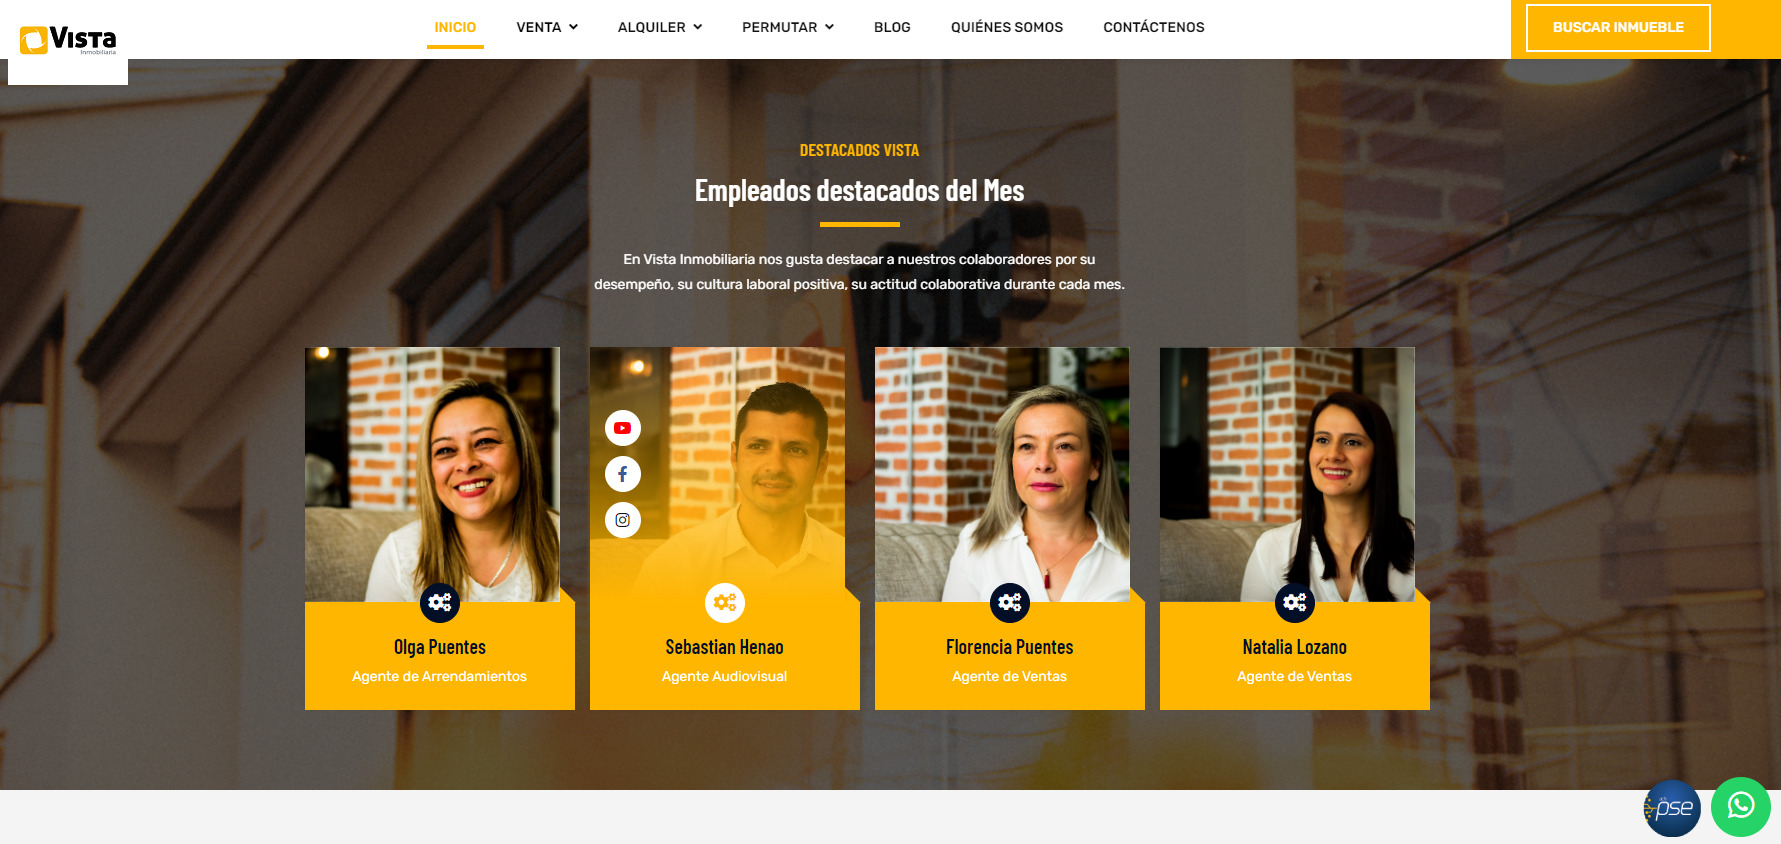 Vista
Inmobiliaria
INICIO
VENTA
ALQUILER
PERMUTAR
BLOG
QUIÉNES SOMOS
CONTÁCTENOS
BUSCAR INMUEBLE
DESTACADOS VISTA
Empleados destacados del Mes
En Vista Inmobiliaria nos gusta destacar a nuestros colaboradores por su
desempeño, su cultura laboral positiva, su actitud colaborativa durante cada mes.
Olga Puentes
Agente de Arrendamientos
Sebastian Henao
Agente Audiovisual
Florencia Puentes
Agente de Ventas
Natalia Lozano
Agente de Ventas
pse